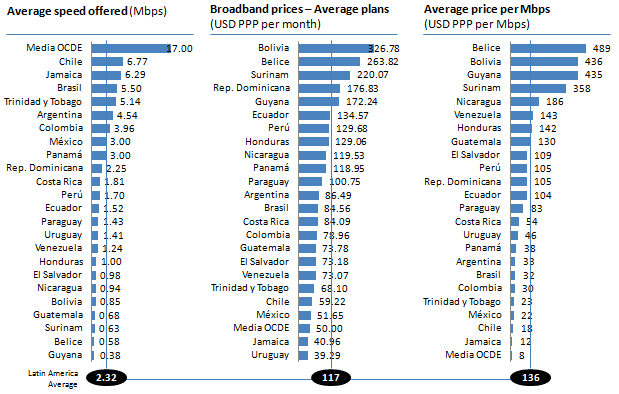 Average speed offered (Mbps)
Media OCDE 17.00
Chile 6.77
Jamaica 6.29
Brasil 5.50
Trinidad y Tobago 5.14
Argentina 4.54
Colombia 3.96
México 3.00
Panamá 3.00
Rep. Dominicana 2.25
Costa Rica 1.81
Perú 1.70
Ecuador 1.52
Paraguay 1.43
Uruguay 1.41
Venezuela 1.24
Honduras 1.00
El Salvador 0.98
Nicaragua 0.94
Bolivia 0.85
Guatemala 0.68
Surinam 0.63
Belice 0.58
Guyana 0.38
Broadband prices – Average plans
(USD PPP per month)
Bolivia 326.78
Belice 263.82
Surinam 220.07
Rep. Dominicana 176.83
Guyana 172.24
Ecuador 134.57
Perú 129.68
Honduras 129.06
Nicaragua 119.53
Panamá 118.95
Paraguay 100.75
Argentina 86.49
Brasil 84.56
Costa Rica 84.09
Colombia 78.96
Guatemala 73.78
El Salvador 73.18
Venezuela 73.07
Trinidad y Tobago 68.10
Chile 59.22
México 51.65
Media OCDE 50.00
Jamaica 40.96
Uruguay 39.29
Average price per Mbps
(USD PPP per Mbps)
Belice 489
Bolivia 436
Guyana 435
Surinam 358
Nicaragua 186
Venezuela 143
Honduras 142
Guatemala 130
El Salvador 109
Perú 105
Rep. Dominicana 105
Ecuador 104
Paraguay 83
Costa Rica 54
Uruguay 46
Panamá 38
Argentina 33
Brasil 32
Colombia 30
Trinidad y Tobago 23
México 22
Chile 18
Jamaica 12
Media OCDE 8
Latin America
Average
2.32 117 136